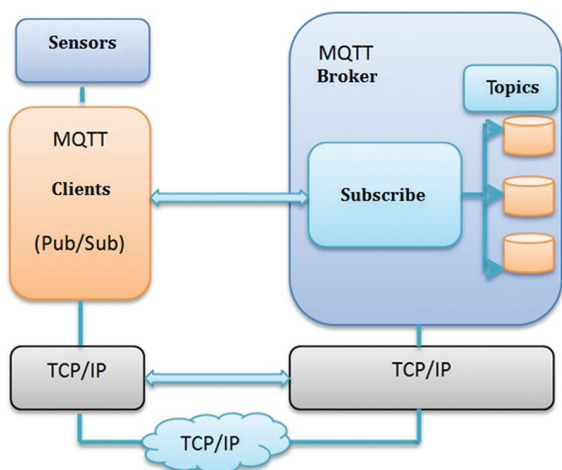 Sensors
MQTT
Clients
(Pub/Sub)
MQTT
Broker
Topics
Subscribe
TCP/IP
TCP/IP
TCP/IP